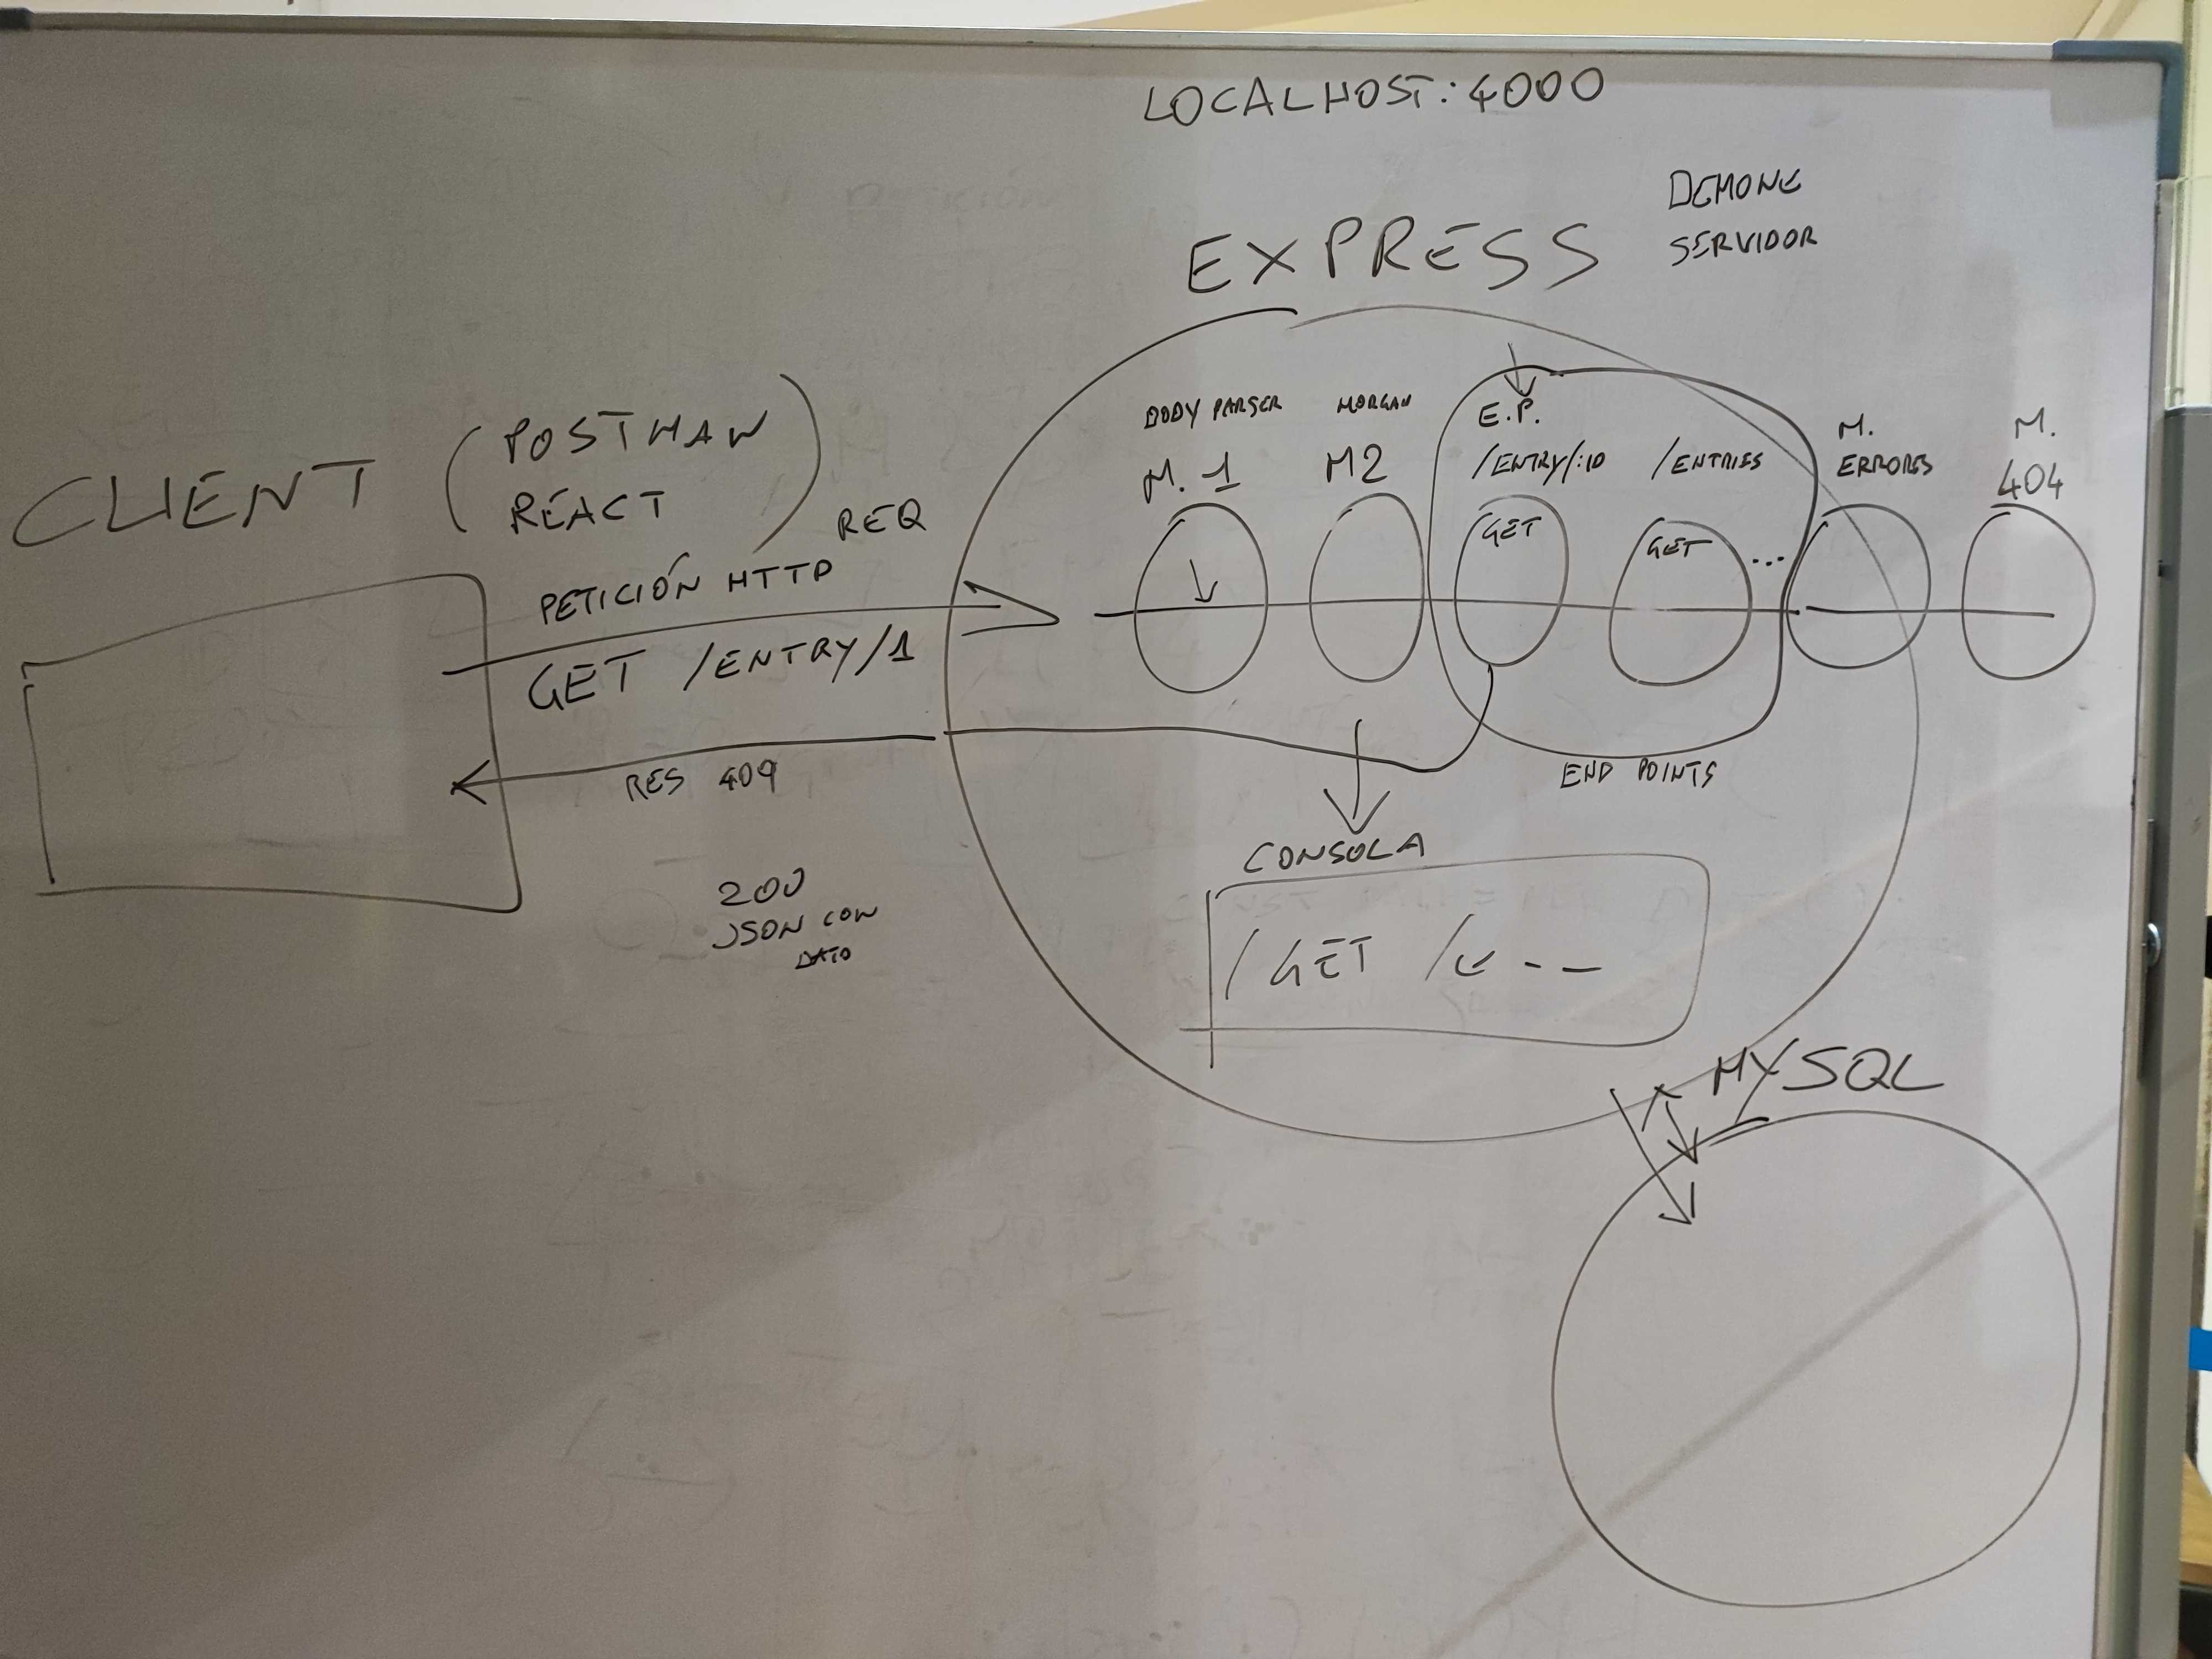 LOCALHOST:4000
EXPRESS
DEMONE
SERVIDOR
CLIENT
(POSTMAN
REACT)
REQ
PETICIÓN HTTP
GET /ENTRY/1
RES 409
200
JSON CON
DATO
BODY PARSER
M. 1
MORGAN
M2
E.P.
/ENTRY/:ID
GET
/ENTRIES
GET
...
M.
ERRORES
M.
404
END POINTS
CONSOLA
/GET /e - -
MYSQL